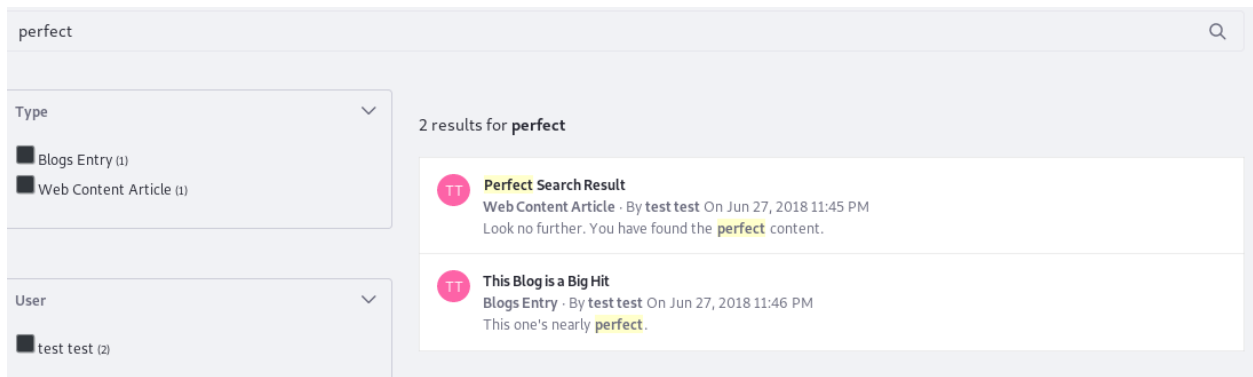 perfect
Type
Blogs Entry (1)
Web Content Article (1)
User
test test (2)
2 results for perfect
TT
Perfect Search Result
Web Content Article · By test test On Jun 27, 2018 11:45 PM
Look no further. You have found the perfect content.
TT
This Blog is a Big Hit
Blogs Entry · By test test On Jun 27, 2018 11:46 PM
This one's nearly perfect.